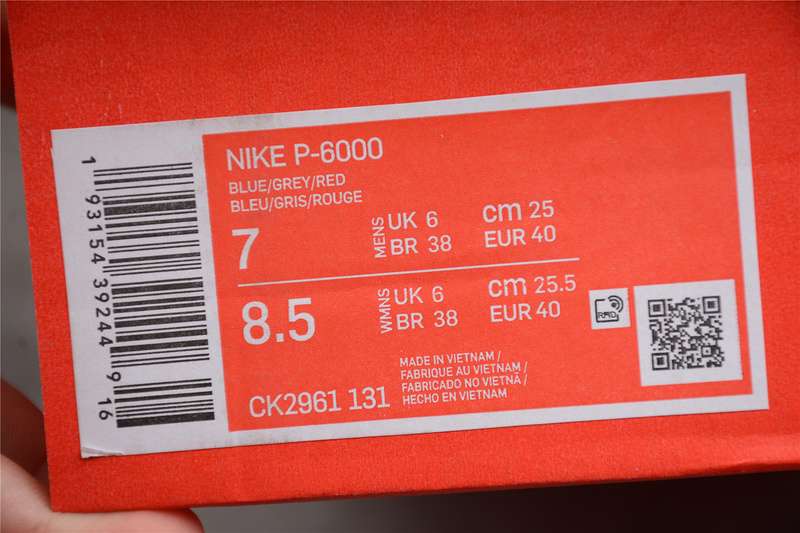 NIKE P-6000
BLUE/GREY/RED
BLEU/GRIS/ROUGE
7 MENS UK 6 cm 25
BR 38 EUR 40
8.5 WMNS UK 6 cm 25.5
BR 38 EUR 40
RFID
MADE IN VIETNAM /
FABRIQUE AU VIETNAM /
FABRICADO NO VIETNÃ /
HECHO EN VIETNAM
CK2961 131
1 93154 39244 9 16